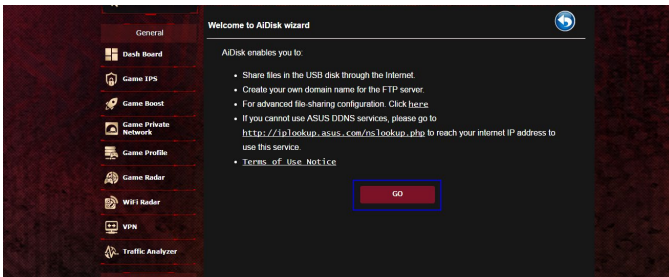 General
Dash Board
Game IPS
Game Boost
Game Private
Network
Game Profile
Game Radar
WiFi Radar
VPN
Traffic Analyzer
Welcome to AiDisk wizard
AiDisk enables you to:
• Share files in the USB disk through the Internet.
• Create your own domain name for the FTP server.
• For advanced file-sharing configuration. Click here
• If you cannot use ASUS DDNS services, please go to
http://iplookup.asus.com/nslookup.php to reach your internet IP address to
use this service.
• Terms of Use Notice
GO